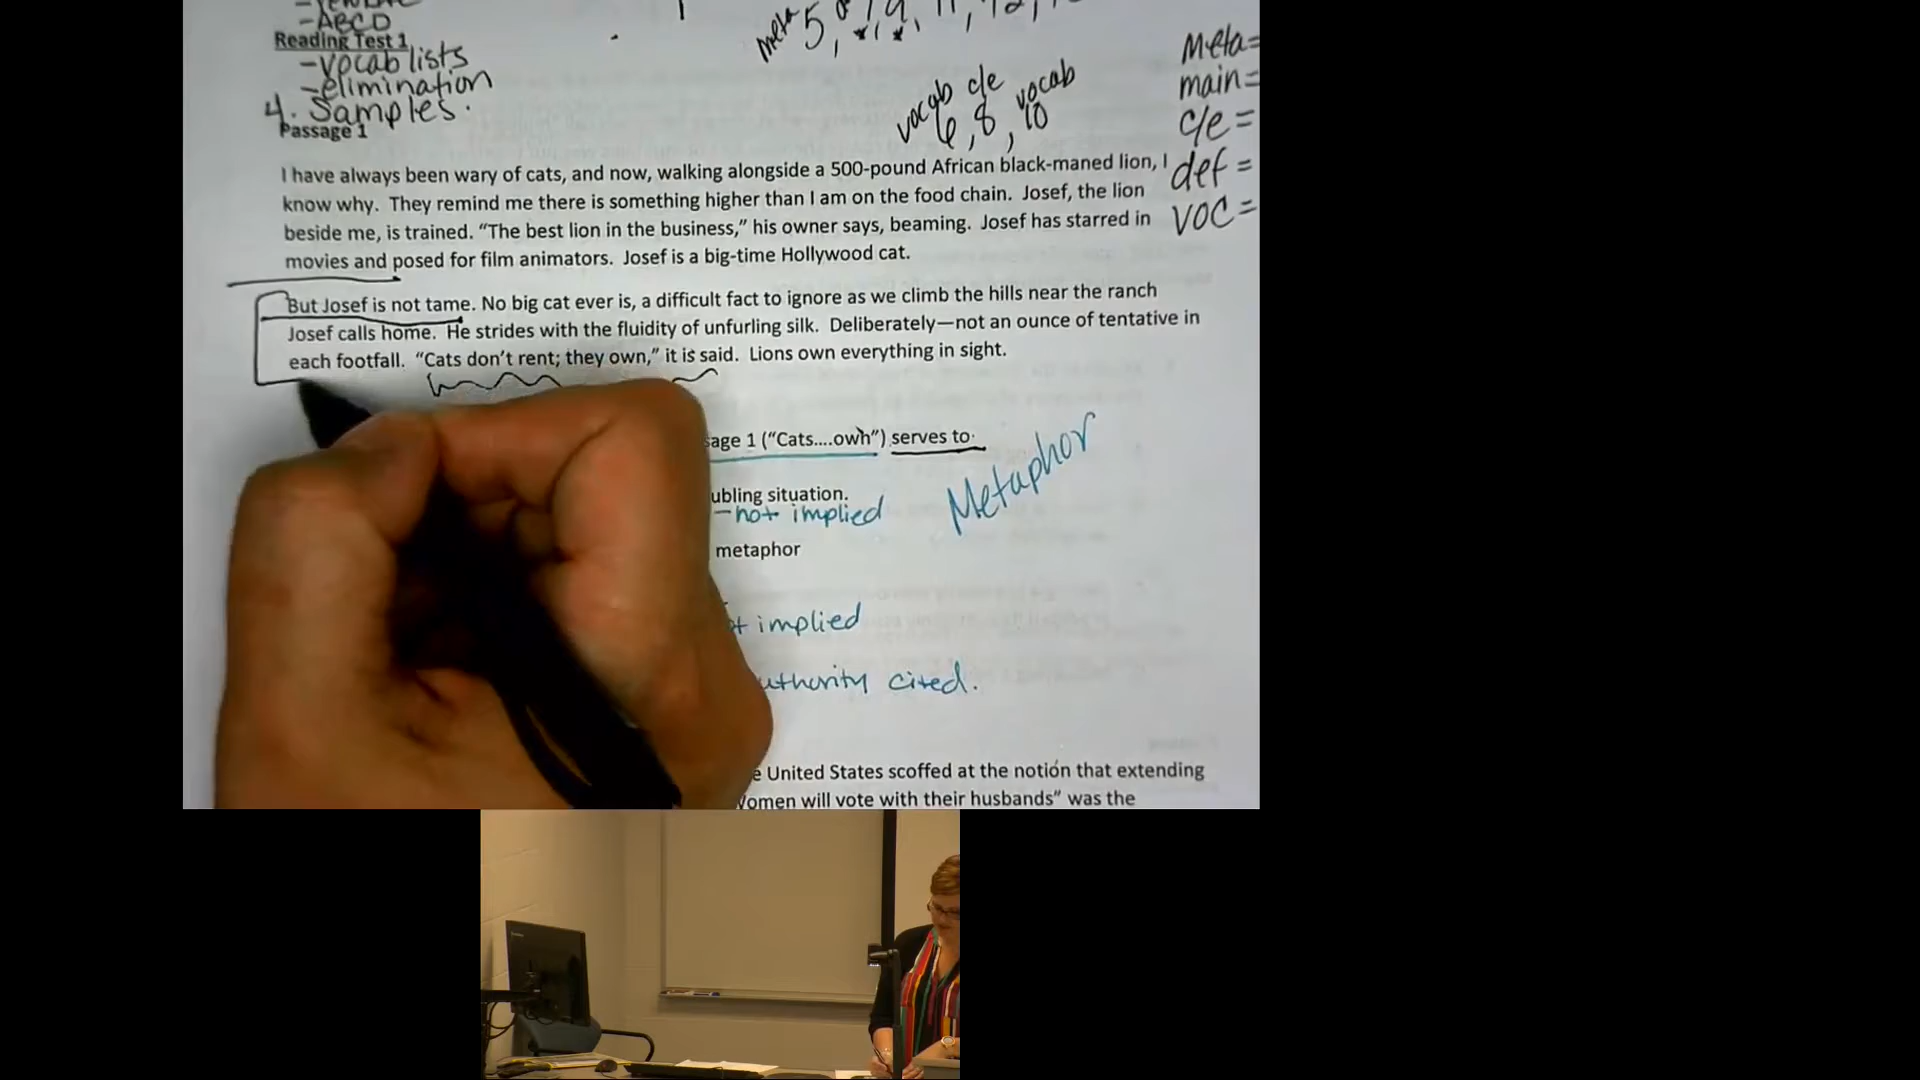 -ABCD
Reading Test 1
-vocab lists
-elimination
4. Samples.
Passage 1
meta 5,
vocab c/e vocab
6, 8, 10
Meta=
main=
c/e =
def =
voc =
I have always been wary of cats, and now, walking alongside a 500-pound African black-maned lion, I
know why. They remind me there is something higher than I am on the food chain. Josef, the lion
beside me, is trained. “The best lion in the business,” his owner says, beaming. Josef has starred in
movies and posed for film animators. Josef is a big-time Hollywood cat.
But Josef is not tame. No big cat ever is, a difficult fact to ignore as we climb the hills near the ranch
Josef calls home. He strides with the fluidity of unfurling silk. Deliberately—not an ounce of tentative in
each footfall. “Cats don’t rent; they own,” it is said. Lions own everything in sight.
sage 1 (“Cats....own”) serves to
Metaphor
ubling situation.
-not implied
metaphor
implied
uthority cited.
e United States scoffed at the notion that extending
Women will vote with their husbands” was the